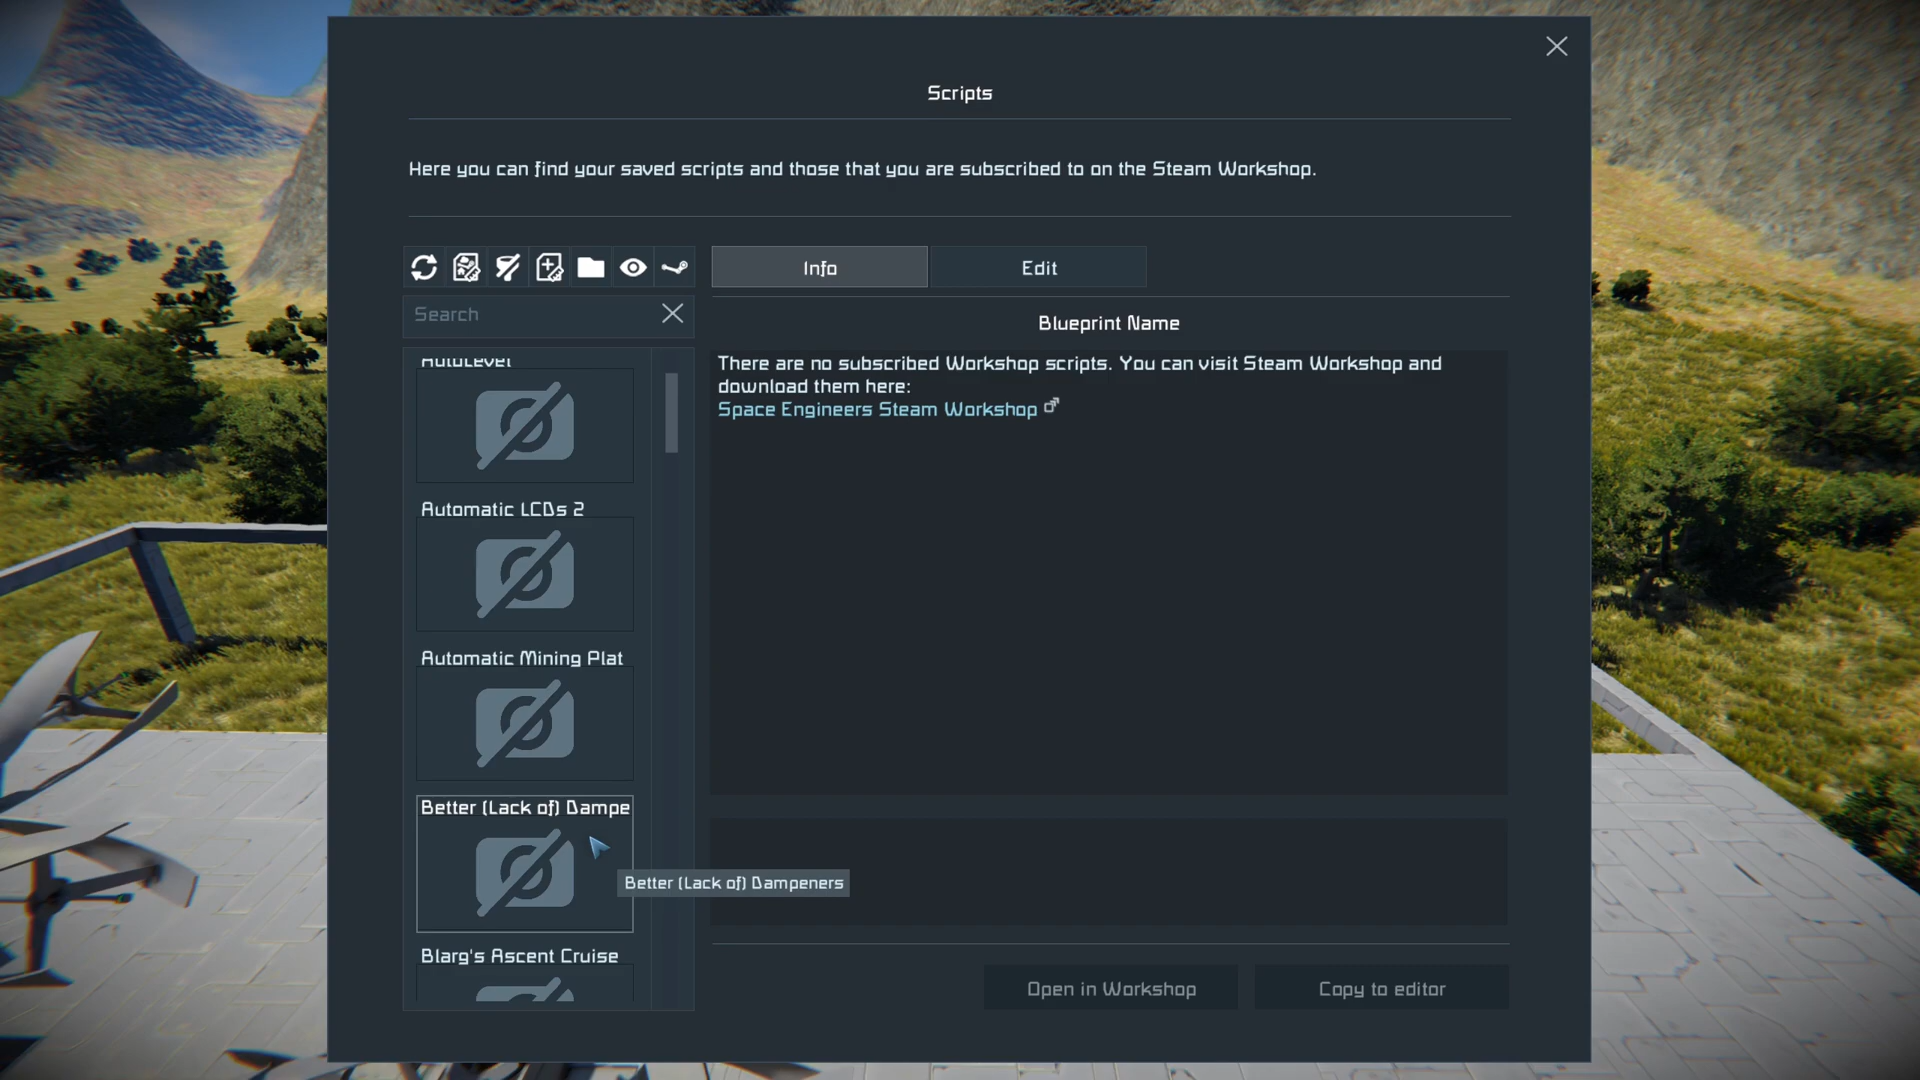 Scripts
Here you can find your saved scripts and those that you are subscribed to on the Steam Workshop.
Info
Edit
Search
Blueprint Name
There are no subscribed Workshop scripts. You can visit Steam Workshop and
download them here:
Space Engineers Steam Workshop
AutoLevel
Automatic LCDs 2
Automatic Mining Plat
Better (Lack of) Dampe
Better (Lack of) Dampeners
Blarg's Ascent Cruise
Open in Workshop
Copy to editor